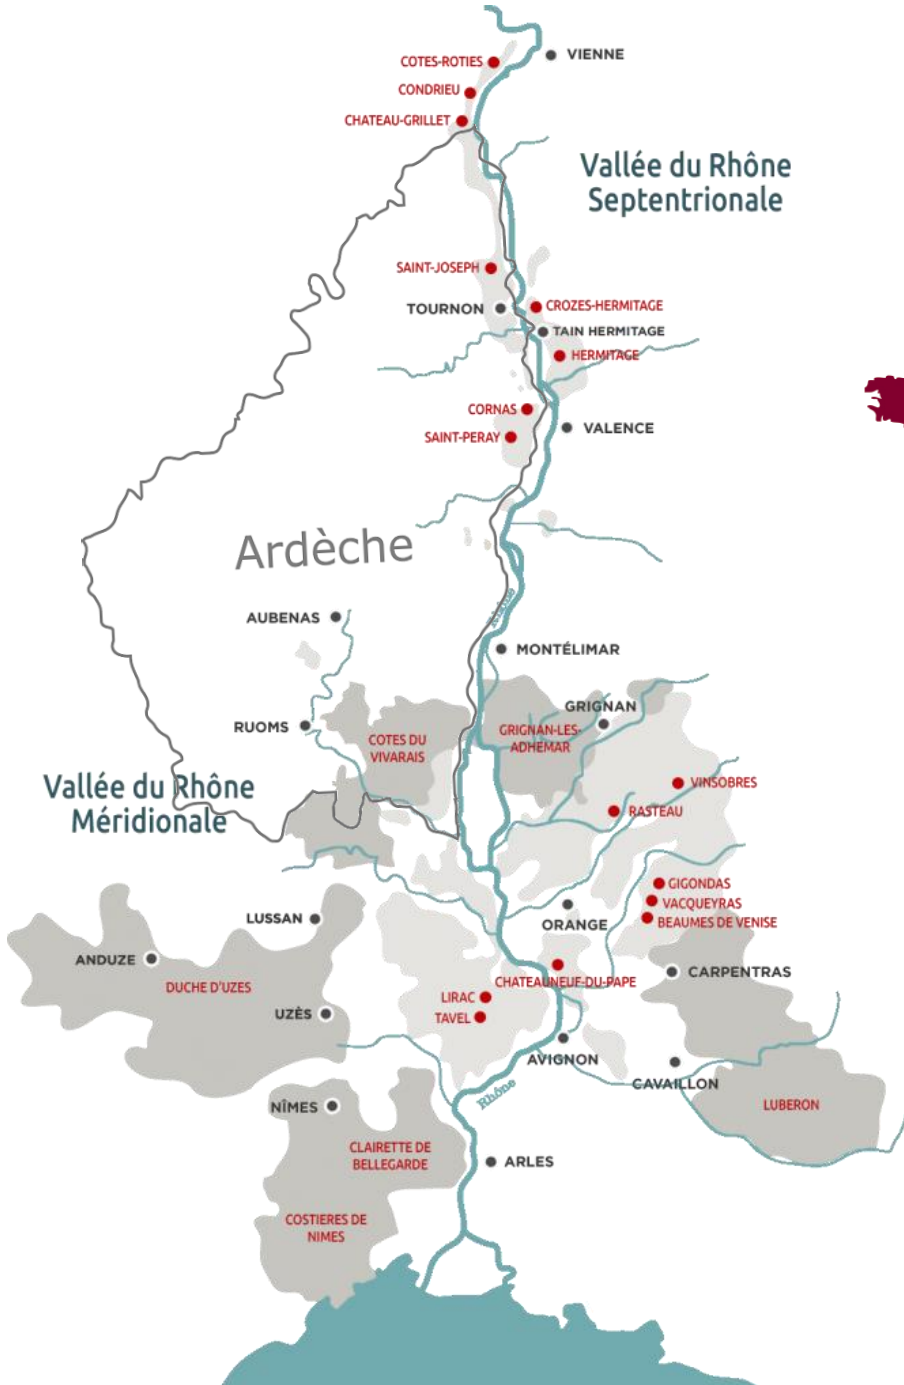 VIENNE
COTES-ROTIES
CONDRIEU
CHATEAU-GRILLET
Vallée du Rhône
Septentrionale
SAINT-JOSEPH
TOURNON
CROZES-HERMITAGE
TAIN HERMITAGE
HERMITAGE
CORNAS
VALENCE
SAINT-PERAY
Ardèche
Rhône
AUBENAS
MONTÉLIMAR
GRIGNAN
RUOMS
COTES DU
VIVARAIS
GRIGNAN-LES-
ADHEMAR
Vallée du Rhône
Méridionale
VINSOBRES
RASTEAU
GIGONDAS
VACQUEYRAS
BEAUMES DE VENISE
LUSSAN
ORANGE
ANDUZE
CARPENTRAS
DUCHE D'UZES
CHATEAUNEUF-DU-PAPE
LIRAC
UZÈS
TAVEL
AVIGNON
CAVAILLON
Rhône
NÎMES
LUBERON
CLAIRETTE DE
BELLEGARDE
ARLES
COSTIERES DE
NIMES